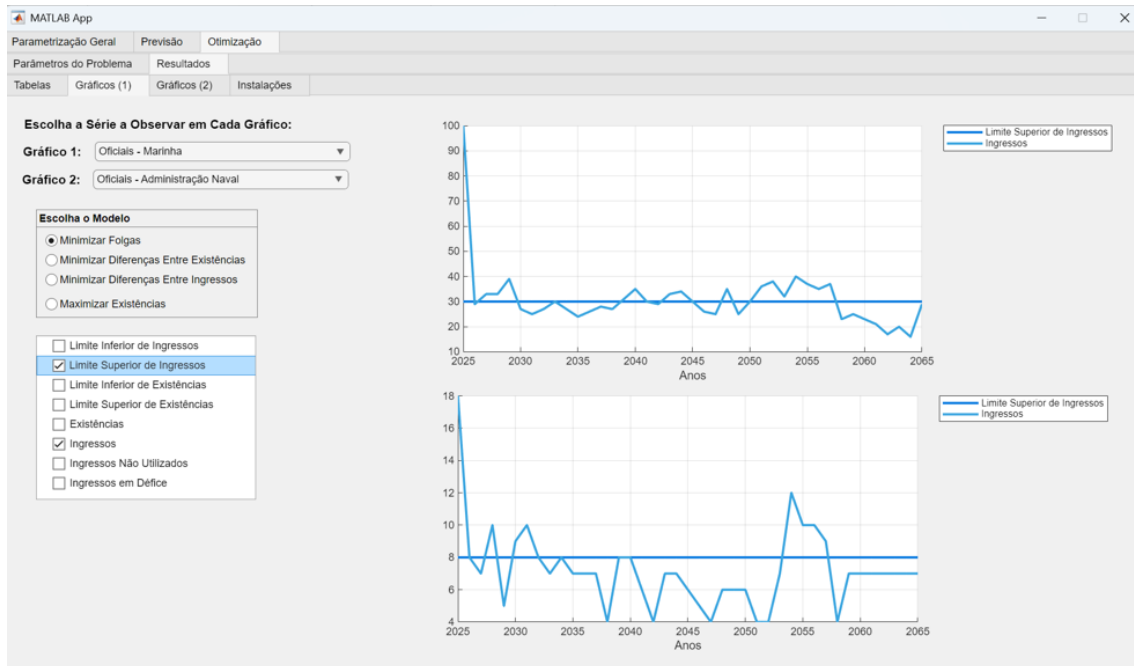 MATLAB App
Parametrização Geral Previsão Otimização
Parâmetros do Problema Resultados
Tabelas Gráficos (1) Gráficos (2) Instalações
Escolha a Série a Observar em Cada Gráfico:
Gráfico 1: Oficiais - Marinha
Gráfico 2: Oficiais - Administração Naval
Escolha o Modelo
Minimizar Folgas
Minimizar Diferenças Entre Existências
Minimizar Diferenças Entre Ingressos
Maximizar Existências
Limite Inferior de Ingressos
Limite Superior de Ingressos
Limite Inferior de Existências
Limite Superior de Existências
Existências
Ingressos
Ingressos Não Utilizados
Ingressos em Défice
100
90
80
70
60
50
40
30
20
10
2025 2030 2035 2040 2045 2050 2055 2060 2065
Anos
Limite Superior de Ingressos
Ingressos
18
16
14
12
10
8
6
4
2025 2030 2035 2040 2045 2050 2055 2060 2065
Anos
Limite Superior de Ingressos
Ingressos